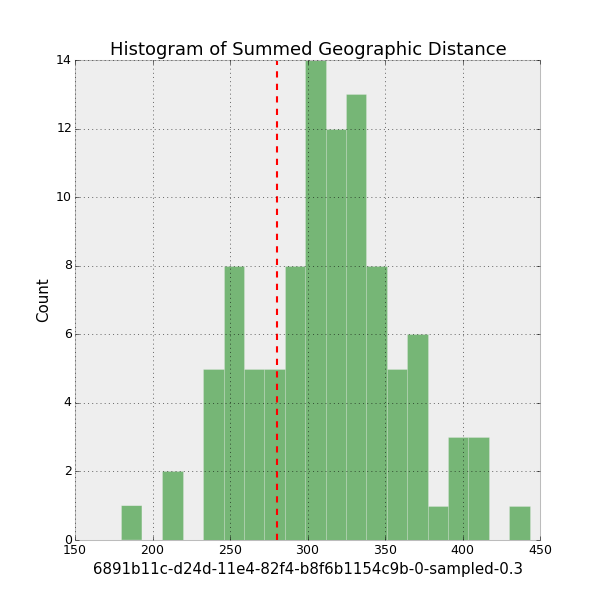 Histogram of Summed Geographic Distance
14
12
10
8
6
4
2
0
Count
150 200 250 300 350 400 450
6891b11c-d24d-11e4-82f4-b8f6b1154c9b-0-sampled-0.3